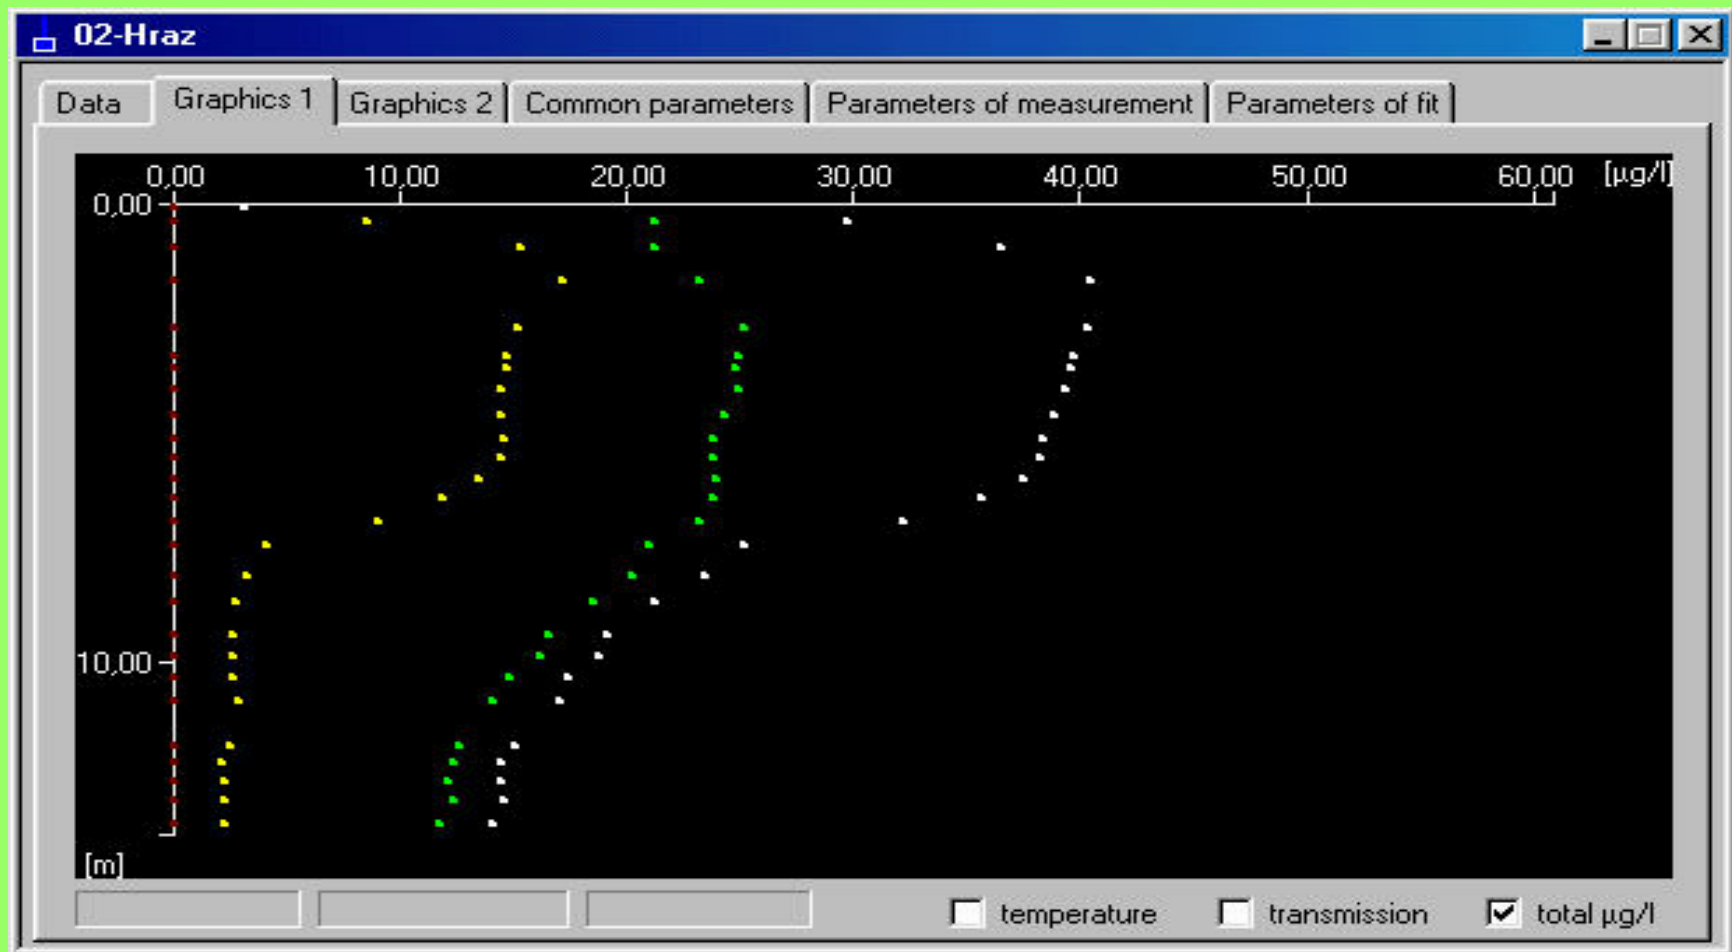 02-Hraz
Data Graphics 1 Graphics 2 Common parameters Parameters of measurement Parameters of fit
0,00 10,00 20,00 30,00 40,00 50,00 60,00 [µg/l]
0,00
10,00
[m]
temperature transmission total µg/l